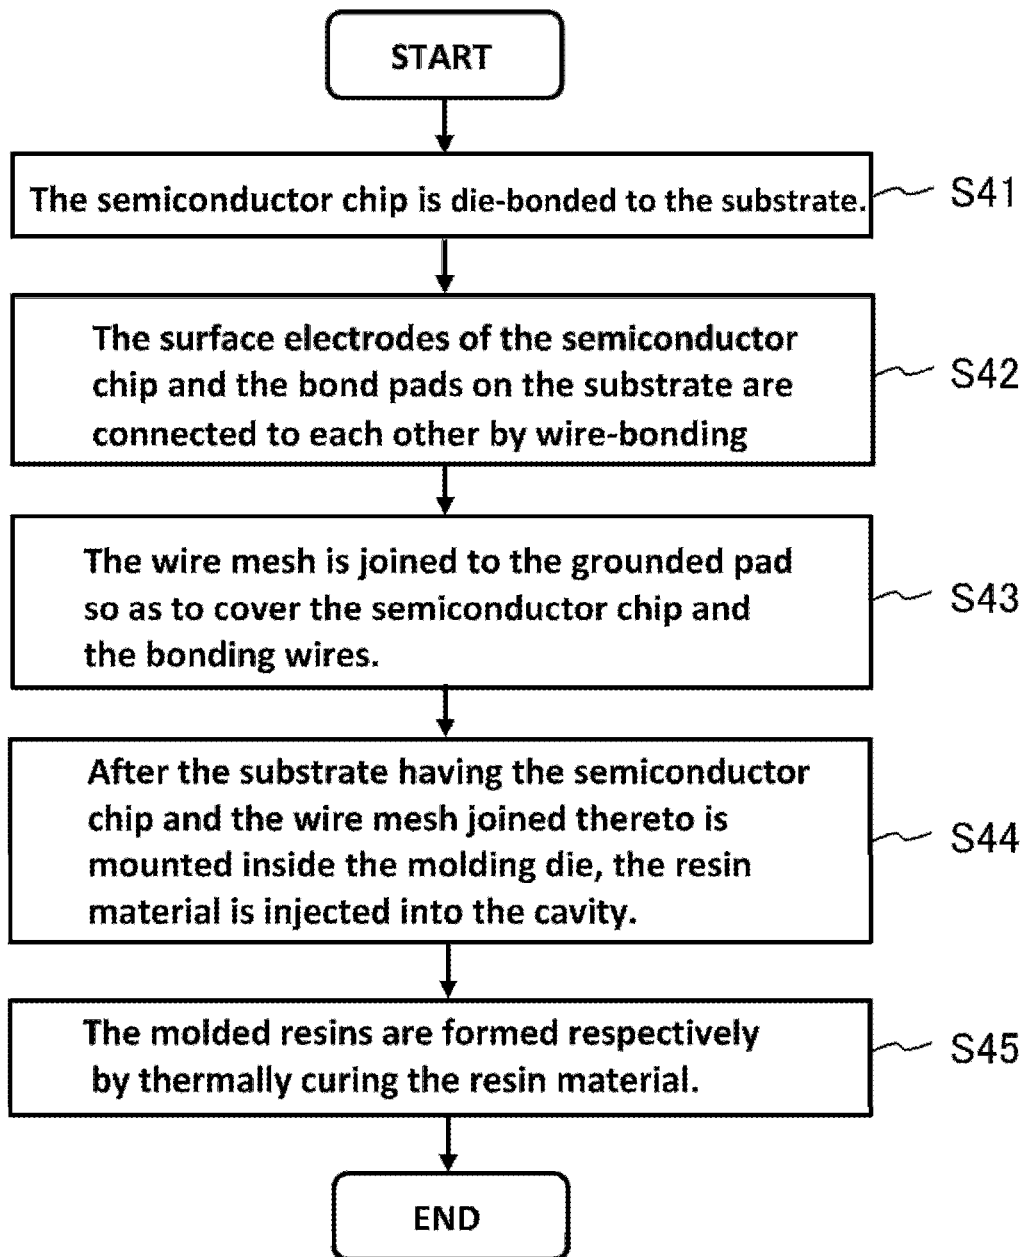 START
The semiconductor chip is die-bonded to the substrate.
S41
The surface electrodes of the semiconductor
chip and the bond pads on the substrate are
connected to each other by wire-bonding
S42
The wire mesh is joined to the grounded pad
so as to cover the semiconductor chip and
the bonding wires.
S43
After the substrate having the semiconductor
chip and the wire mesh joined thereto is
mounted inside the molding die, the resin
material is injected into the cavity.
S44
The molded resins are formed respectively
by thermally curing the resin material.
S45
END